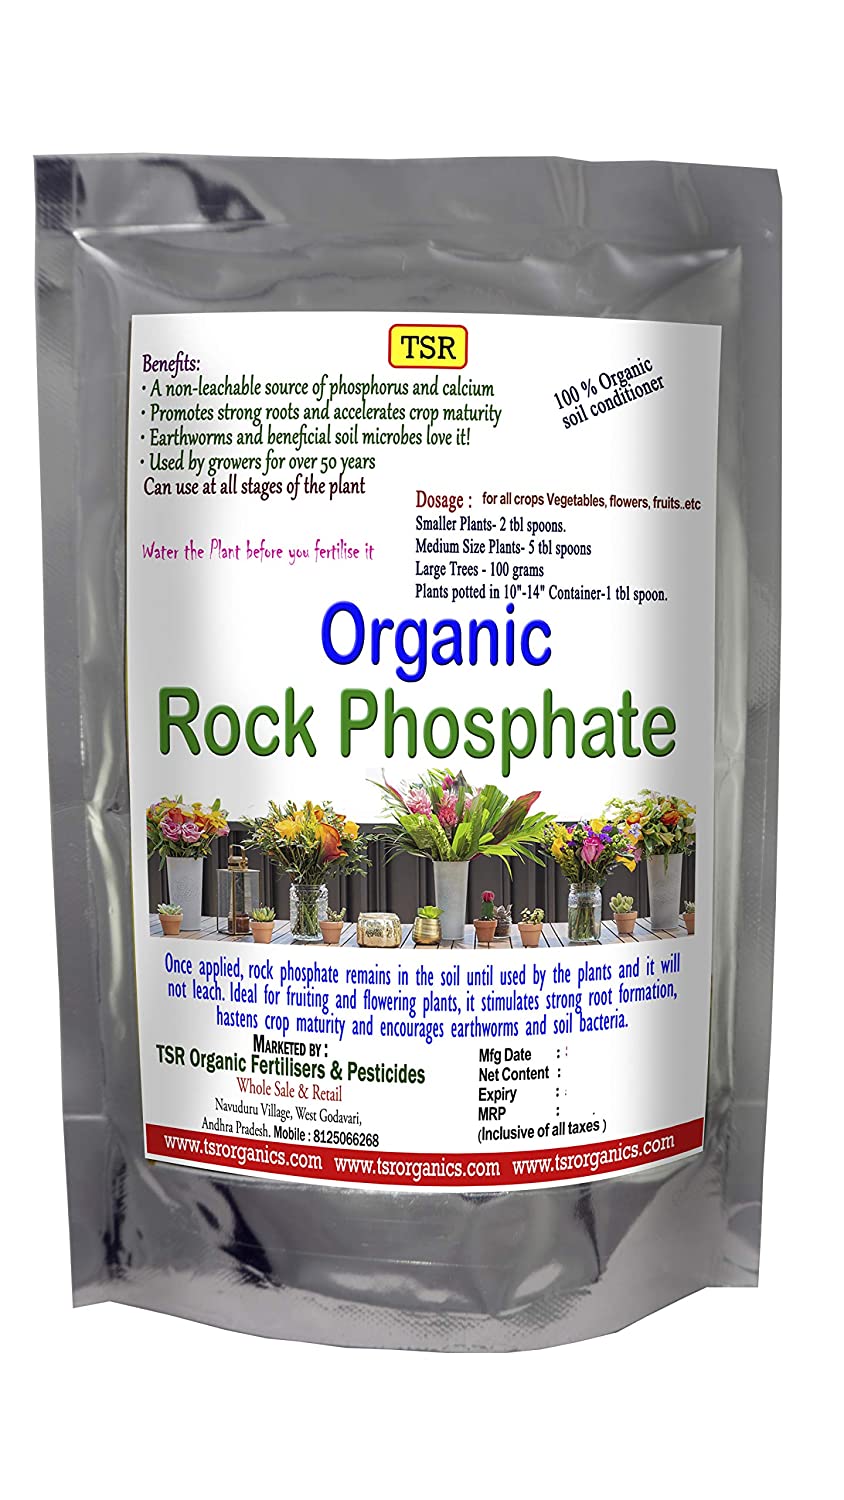 TSR
Benefits:
• A non-leachable source of phosphorus and calcium
• Promotes strong roots and accelerates crop maturity
• Earthworms and beneficial soil microbes love it!
• Used by growers for over 50 years
Can use at all stages of the plant
100 % Organic
soil conditioner
Water the Plant before you fertilise it
Dosage : for all crops Vegetables, flowers, fruits..etc
Smaller Plants- 2 tbl spoons.
Medium Size Plants- 5 tbl spoons
Large Trees - 100 grams
Plants potted in 10"-14" Container-1 tbl spoon.
Organic
Rock Phosphate
Once applied, rock phosphate remains in the soil until used by the plants and it will
not leach. Ideal for fruiting and flowering plants, it stimulates strong root formation,
hastens crop maturity and encourages earthworms and soil bacteria.
MARKETED BY :
TSR Organic Fertilisers & Pesticides
Whole Sale & Retail
Navuduru Village, West Godavari,
Andhra Pradesh. Mobile : 8125066268
Mfg Date :
Net Content :
Expiry :
MRP :
(Inclusive of all taxes )
www.tsrorganics.com www.tsrorganics.com www.tsrorganics.com